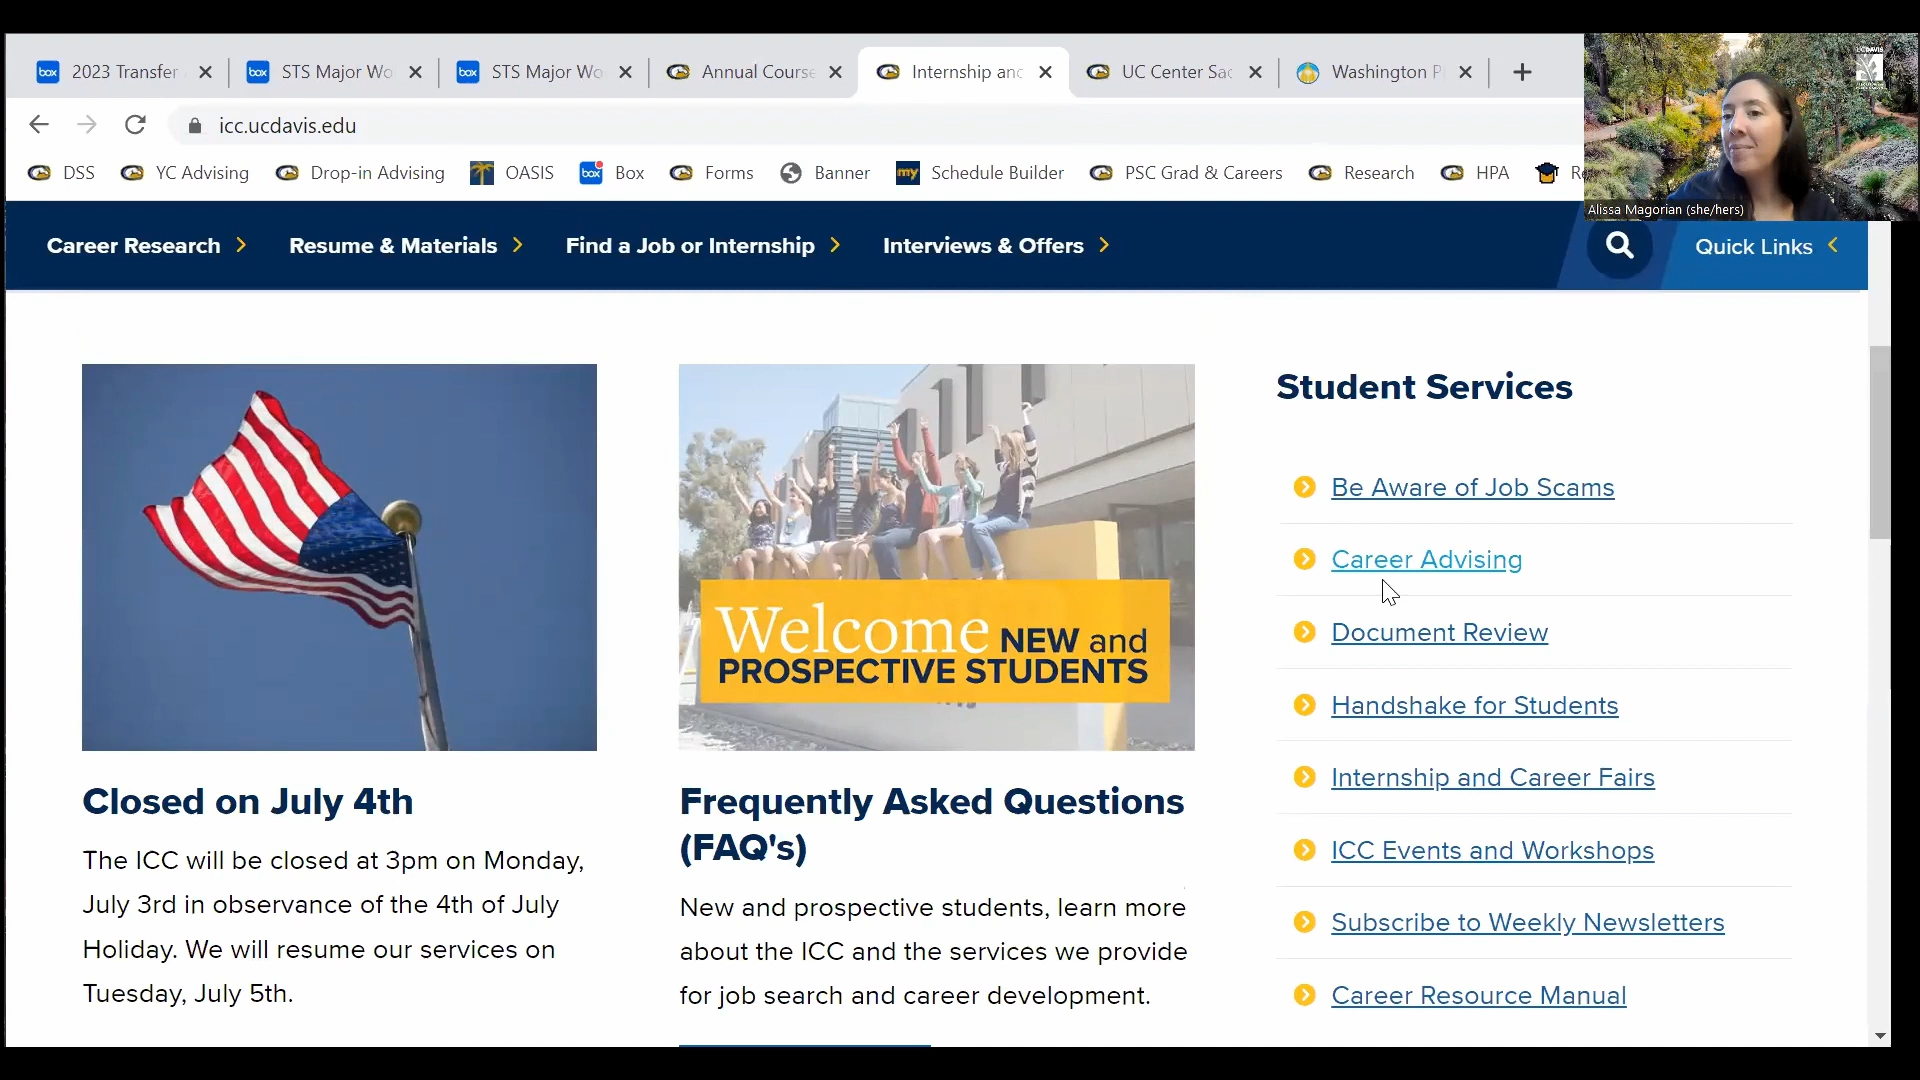 2023 Transfer
STS Major Wo
STS Major Wo
Annual Course
Internship and
UC Center Sac
Washington P
icc.ucdavis.edu
DSS
YC Advising
Drop-in Advising
OASIS
box
Box
Forms
Banner
my
Schedule Builder
PSC Grad & Careers
Research
HPA
UCDAVIS
Alissa Magorian (she/hers)
Career Research
Resume & Materials
Find a Job or Internship
Interviews & Offers
Quick Links
Welcome NEW and
PROSPECTIVE STUDENTS
Closed on July 4th
The ICC will be closed at 3pm on Monday,
July 3rd in observance of the 4th of July
Holiday. We will resume our services on
Tuesday, July 5th.
Frequently Asked Questions
(FAQ's)
New and prospective students, learn more
about the ICC and the services we provide
for job search and career development.
Student Services
Be Aware of Job Scams
Career Advising
Document Review
Handshake for Students
Internship and Career Fairs
ICC Events and Workshops
Subscribe to Weekly Newsletters
Career Resource Manual